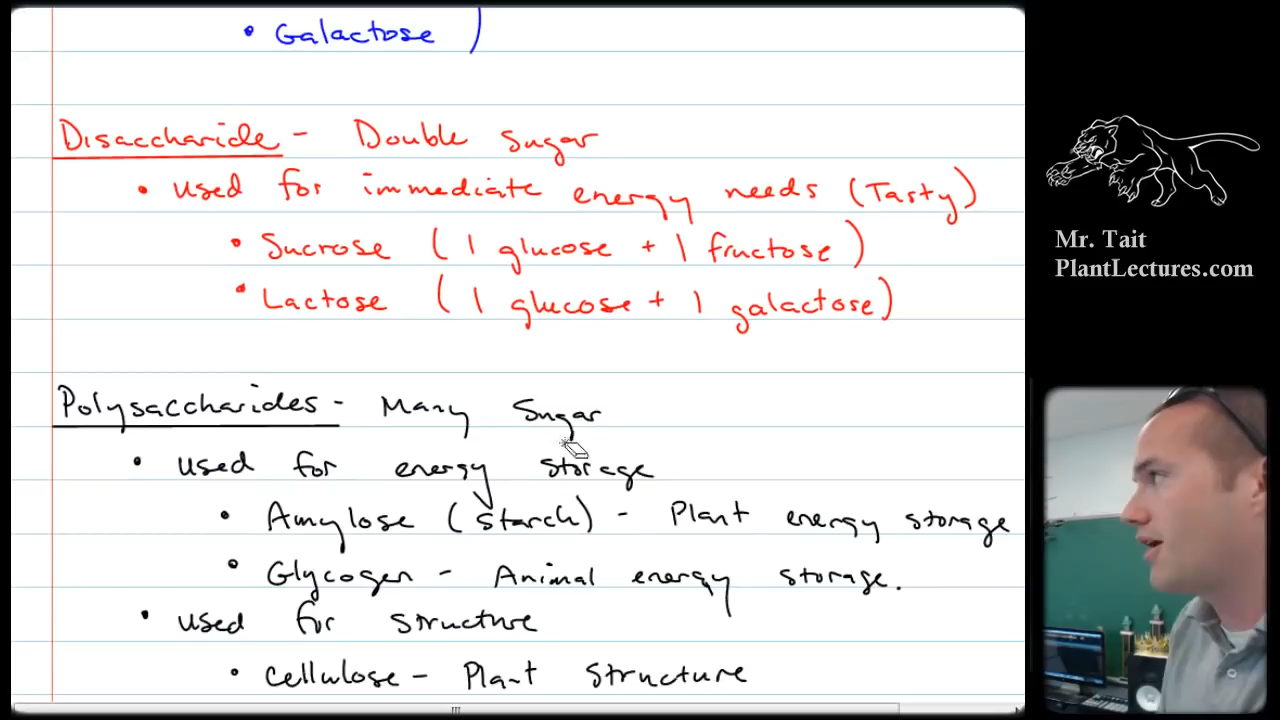 • Galactose )
Disaccharide - Double Sugar
• used for immediate energy needs (Tasty)
• Sucrose (1 glucose + 1 fructose)
• Lactose (1 glucose + 1 galactose)
Polysaccharides - Many Sugar
• used for energy storage
• Amylose (starch) - Plant energy storage
• Glycogen - Animal energy storage.
• used for structure
• Cellulose - Plant Structure
Mr. Tait
PlantLectures.com